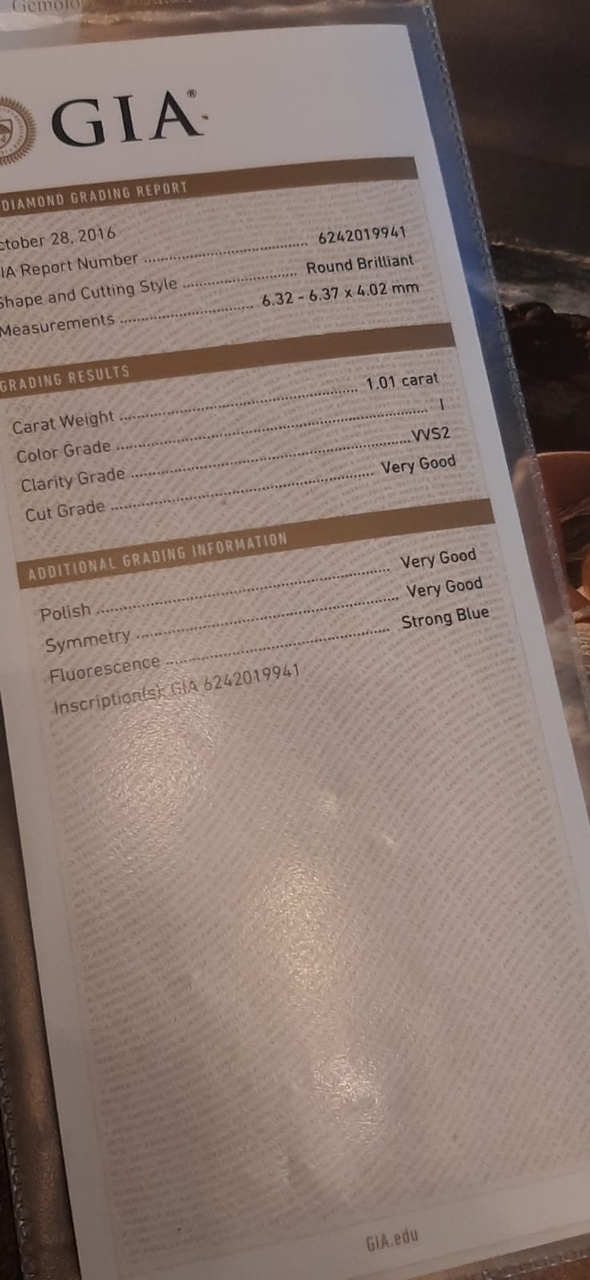 GIA®
DIAMOND GRADING REPORT
ctober 28, 2016
IA Report Number 6242019941
Shape and Cutting Style Round Brilliant
Measurements 6.32 - 6.37 x 4.02 mm
GRADING RESULTS
Carat Weight 1.01 carat
Color Grade I
Clarity Grade VVS2
Cut Grade Very Good
ADDITIONAL GRADING INFORMATION
Polish Very Good
Symmetry Very Good
Fluorescence Strong Blue
Inscription(s): GIA 6242019941
GIA.edu